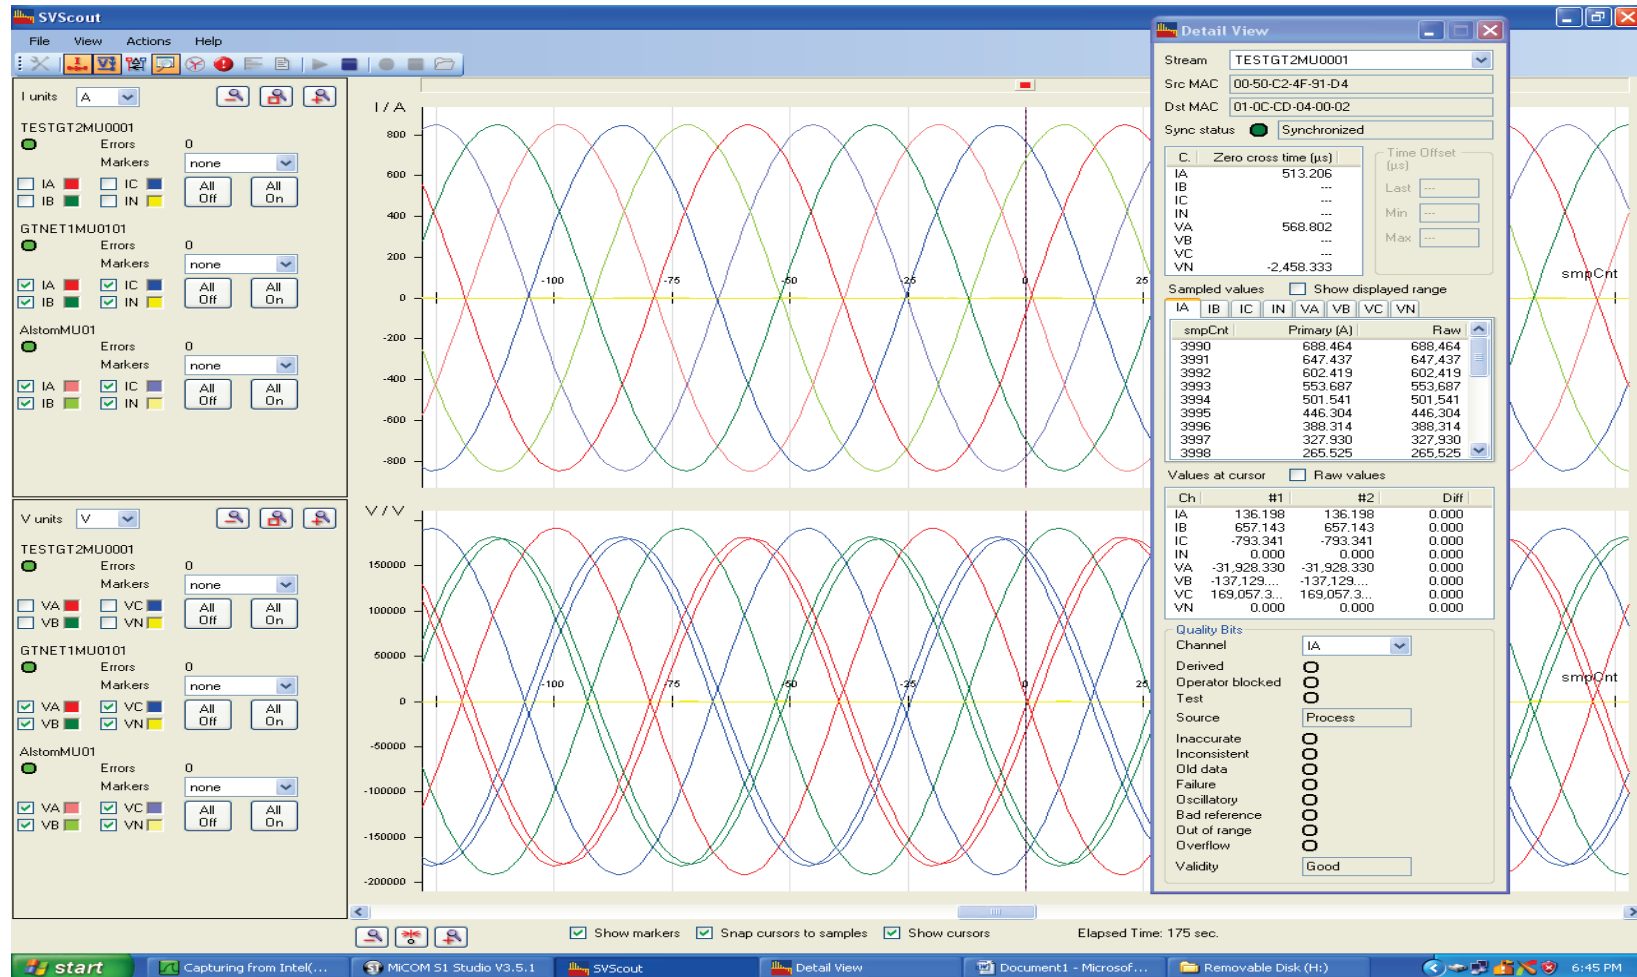 SVScout
File View Actions Help
I units A
TESTGT2MU0001
Errors 0
Markers none
IA IC All Off All On
IB IN
GTNET1MU0101
Errors 0
Markers none
IA IC All Off All On
IB IN
AlstomMU01
Errors 0
Markers none
IA IC All Off All On
IB IN
V units V
TESTGT2MU0001
Errors 0
Markers none
VA VC All Off All On
VB VN
GTNET1MU0101
Errors 0
Markers none
VA VC All Off All On
VB VN
AlstomMU01
Errors 0
Markers none
VA VC All Off All On
VB VN
I / A
800
600
400
200
0
-200
-400
-600
-800
-100 -75 -50 -25 0 25
smpCnt
V / V
150000
100000
50000
0
-50000
-100000
-150000
-200000
-100 -75 -50 -25 0 25
smpCnt
Detail View
Stream TESTGT2MU0001
Src MAC 00-50-C2-4F-91-D4
Dst MAC 01-0C-CD-04-00-02
Sync status Synchronized
C. Zero cross time (µs)
IA 513.206
IB ---
IC ---
IN ---
VA 568.802
VB ---
VC ---
VN -2,458.333
Time Offset (µs)
Last ---
Min ---
Max ---
Sampled values Show displayed range
IA IB IC IN VA VB VC VN
smpCnt Primary (A) Raw
3990 688.464 688,464
3991 647.437 647,437
3992 602.419 602,419
3993 553.687 553,687
3994 501.541 501,541
3995 446.304 446,304
3996 388.314 388,314
3997 327.930 327,930
3998 265.525 265,525
Values at cursor Raw values
Ch #1 #2 Diff
IA 136.198 136.198 0.000
IB 657.143 657.143 0.000
IC -793.341 -793.341 0.000
IN 0.000 0.000 0.000
VA -31,928.330 -31,928.330 0.000
VB -137,129.... -137,129.... 0.000
VC 169,057.3... 169,057.3... 0.000
VN 0.000 0.000 0.000
Quality Bits
Channel IA
Derived
Operator blocked
Test
Source Process
Inaccurate
Inconsistent
Old data
Failure
Oscillatory
Bad reference
Out of range
Overflow
Validity Good
Show markers Snap cursors to samples Show cursors Elapsed Time: 175 sec.
start Capturing from Intel(... MiCOM S1 Studio V3.5.1 SVScout Detail View Document1 - Microsof... Removable Disk (H:) 6:45 PM